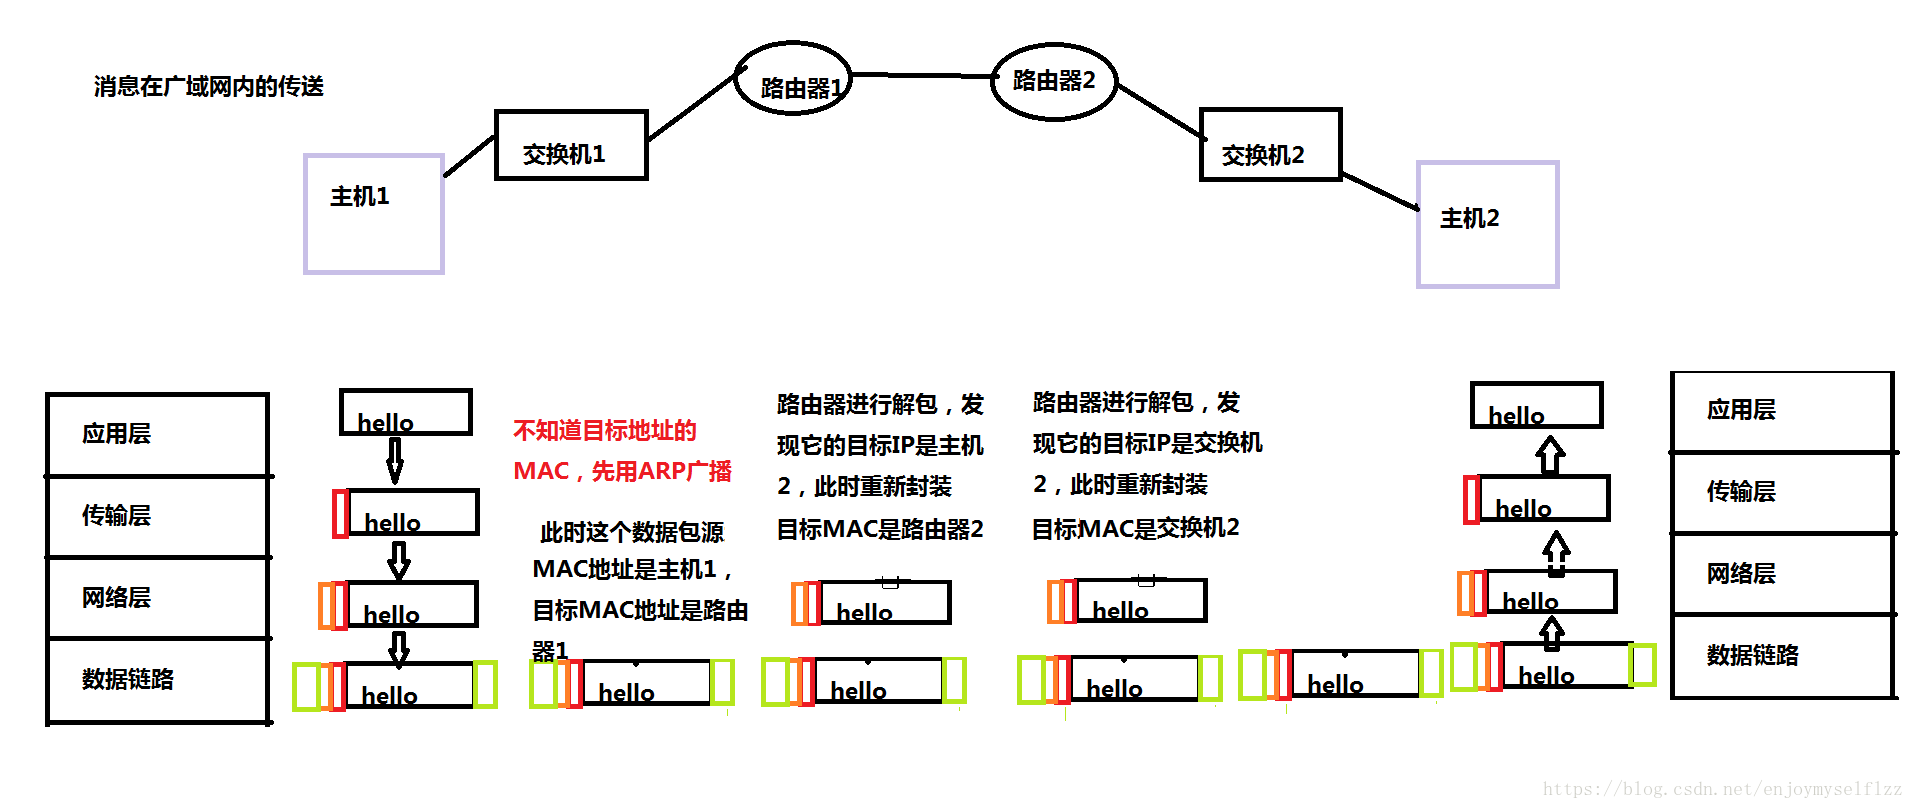 消息在广域网内的传送
路由器1
路由器2
交换机1
交换机2
主机1
主机2
应用层
传输层
网络层
数据链路
hello
hello
hello
hello
不知道目标地址的
MAC，先用ARP广播
此时这个数据包源
MAC地址是主机1，
目标MAC地址是路由
器1
hello
路由器进行解包，发
现它的目标IP是主机
2，此时重新封装
目标MAC是路由器2
hello
hello
路由器进行解包，发
现它的目标IP是交换机
2，此时重新封装
目标MAC是交换机2
hello
hello
hello
hello
hello
hello
hello
应用层
传输层
网络层
数据链路
https://blog.csdn.net/enjoymyselflzz